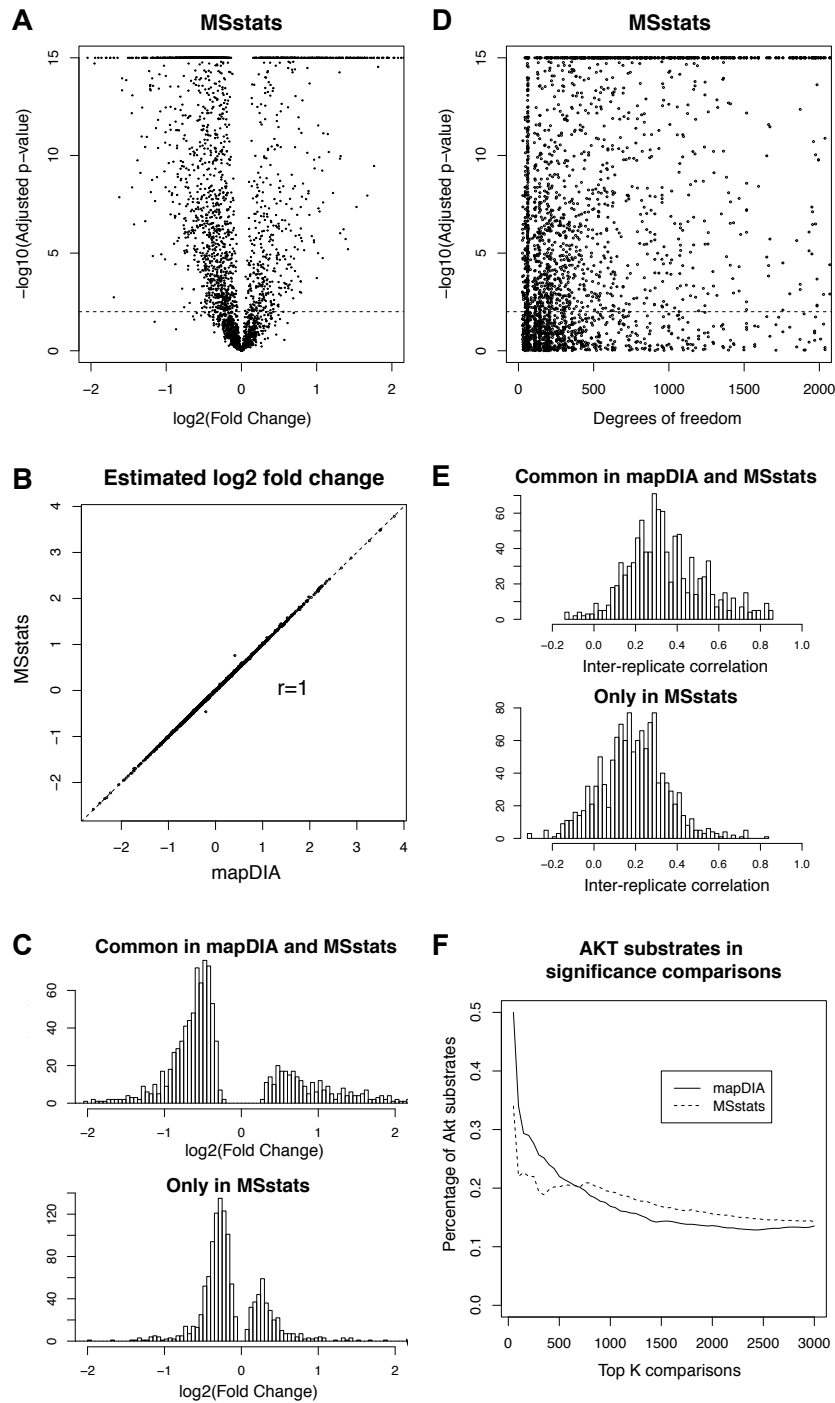 A
MSstats
15
10
5
0
−log10(Adjusted p−value)
−2
−1
0
1
2
log2(Fold Change)
B
Estimated log2 fold change
4
3
2
1
0
−1
−2
MSstats
r=1
−2
−1
0
1
2
3
4
mapDIA
C
Common in mapDIA and MSstats
60
40
20
0
−2
−1
0
1
2
log2(Fold Change)
Only in MSstats
120
80
40
0
−2
−1
0
1
2
log2(Fold Change)
D
MSstats
15
10
5
0
−log10(Adjusted p−value)
0
500
1000
1500
2000
Degrees of freedom
E
Common in mapDIA and MSstats
60
40
20
0
−0.2
0.0
0.2
0.4
0.6
0.8
1.0
Inter-replicate correlation
Only in MSstats
80
60
40
20
0
−0.2
0.0
0.2
0.4
0.6
0.8
1.0
Inter-replicate correlation
F
AKT substrates in
significance comparisons
0.5
0.4
0.3
0.2
0.1
0.0
Percentage of Akt substrates
mapDIA
MSstats
0
500
1000
1500
2000
2500
3000
Top K comparisons